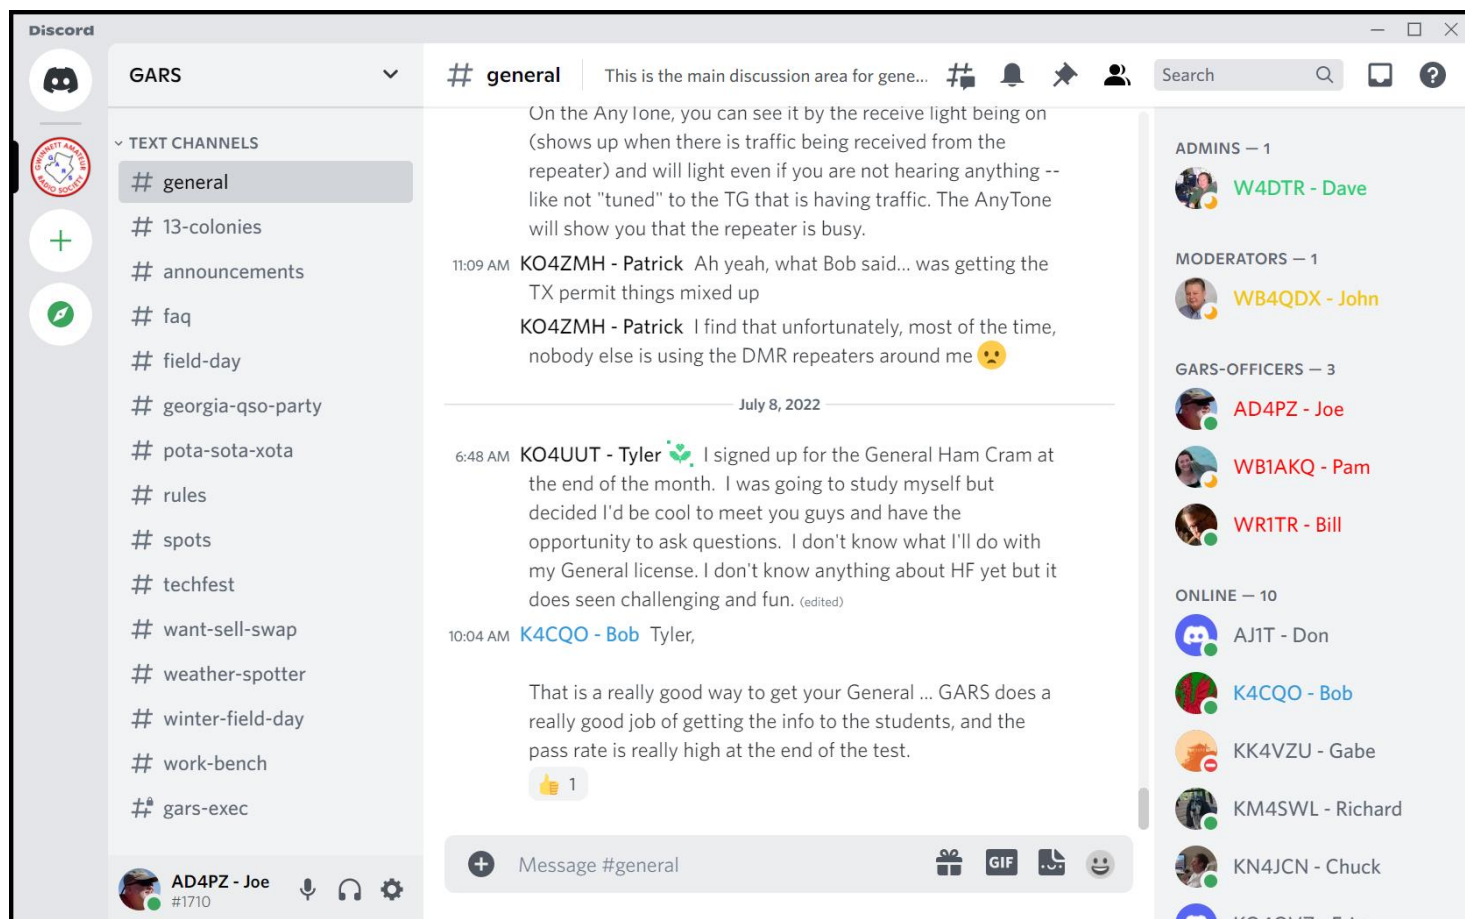 Discord
GARS
general
This is the main discussion area for gene...
Search
TEXT CHANNELS
general
13-colonies
announcements
faq
field-day
georgia-qso-party
pota-sota-xota
rules
spots
techfest
want-sell-swap
weather-spotter
winter-field-day
work-bench
gars-exec
AD4PZ - Joe
#1710
On the AnyTone, you can see it by the receive light being on
(shows up when there is traffic being received from the
repeater) and will light even if you are not hearing anything --
like not "tuned" to the TG that is having traffic. The AnyTone
will show you that the repeater is busy.
11:09 AM KO4ZMH - Patrick Ah yeah, what Bob said... was getting the
TX permit things mixed up
KO4ZMH - Patrick I find that unfortunately, most of the time,
nobody else is using the DMR repeaters around me
July 8, 2022
6:48 AM KO4UUT - Tyler I signed up for the General Ham Cram at
the end of the month. I was going to study myself but
decided I'd be cool to meet you guys and have the
opportunity to ask questions. I don't know what I'll do with
my General license. I don't know anything about HF yet but it
does seen challenging and fun. (edited)
10:04 AM K4CQO - Bob Tyler,
That is a really good way to get your General ... GARS does a
really good job of getting the info to the students, and the
pass rate is really high at the end of the test.
1
Message #general
GIF
ADMINS — 1
W4DTR - Dave
MODERATORS — 1
WB4QDX - John
GARS-OFFICERS — 3
AD4PZ - Joe
WB1AKQ - Pam
WR1TR - Bill
ONLINE — 10
AJ1T - Don
K4CQO - Bob
KK4VZU - Gabe
KM4SWL - Richard
KN4JCN - Chuck
GWINNETT AMATEUR
RADIO SOCIETY